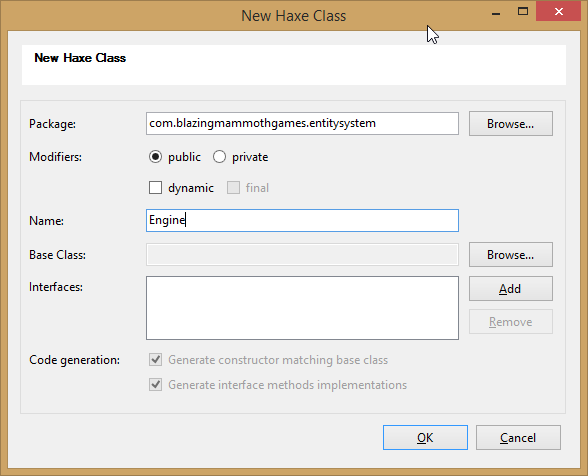 New Haxe Class
New Haxe Class
Package: com.blazingmammothgames.entitysystem Browse...
Modifiers: public private
dynamic final
Name: Engine
Base Class: Browse...
Interfaces: Add
Remove
Code generation: Generate constructor matching base class
Generate interface methods implementations
OK Cancel